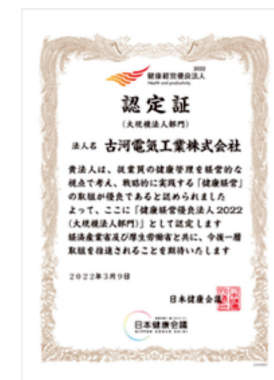 2022
健康経営優良法人
Health and productivity
認定証
(大規模法人部門)
法人名 古河電気工業株式会社
貴法人は、従業員の健康管理を経営的な
視点で考え、戦略的に実践する「健康経営」
の取組が優良であると認められました
よって、ここに「健康経営優良法人2022
(大規模法人部門)」として認定します
経済産業省及び厚生労働省と共に、今後一層
取組を推進されることを期待いたします
2022年3月9日
日本健康会議
日本健康会議
NIPPON KENKO KAIGI